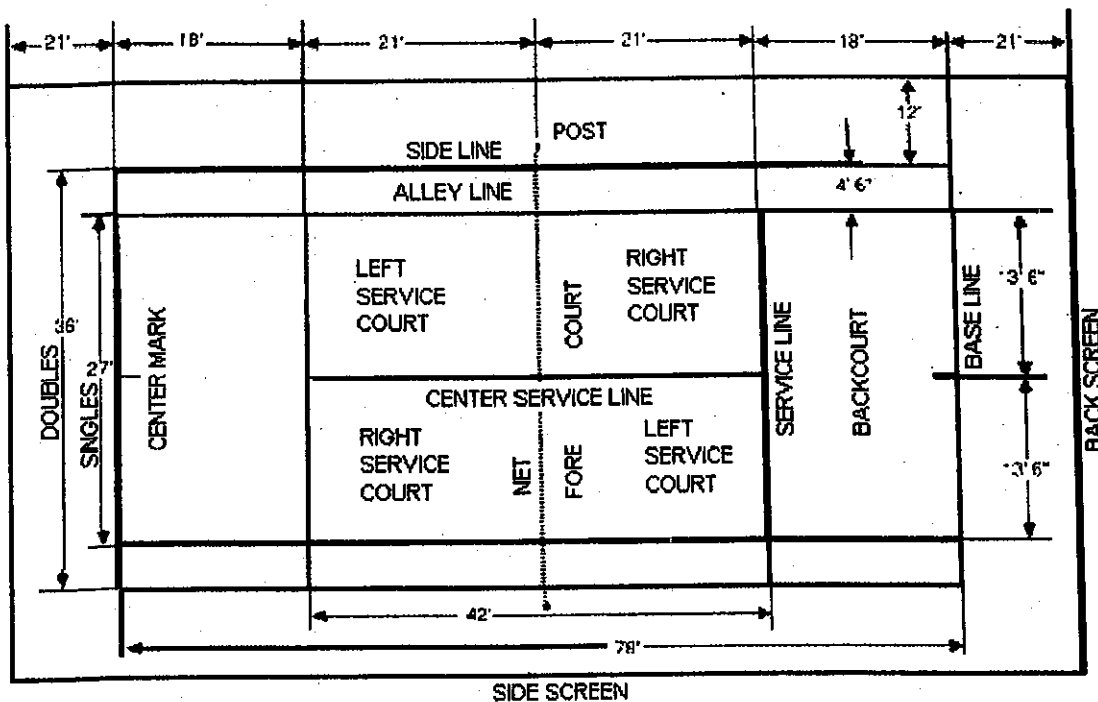 21' 18' 21' 21' 18' 21'
12'
POST
SIDE LINE
4' 6"
ALLEY LINE
LEFT
SERVICE
COURT
RIGHT
SERVICE
COURT
COURT
13' 6"
36'
27'
DOUBLES
SINGLES
CENTER MARK
SERVICE LINE
BACKCOURT
BASE LINE
BACK SCREEN
CENTER SERVICE LINE
RIGHT
SERVICE
COURT
NET
FORE
LEFT
SERVICE
COURT
13' 6"
42'
78'
SIDE SCREEN